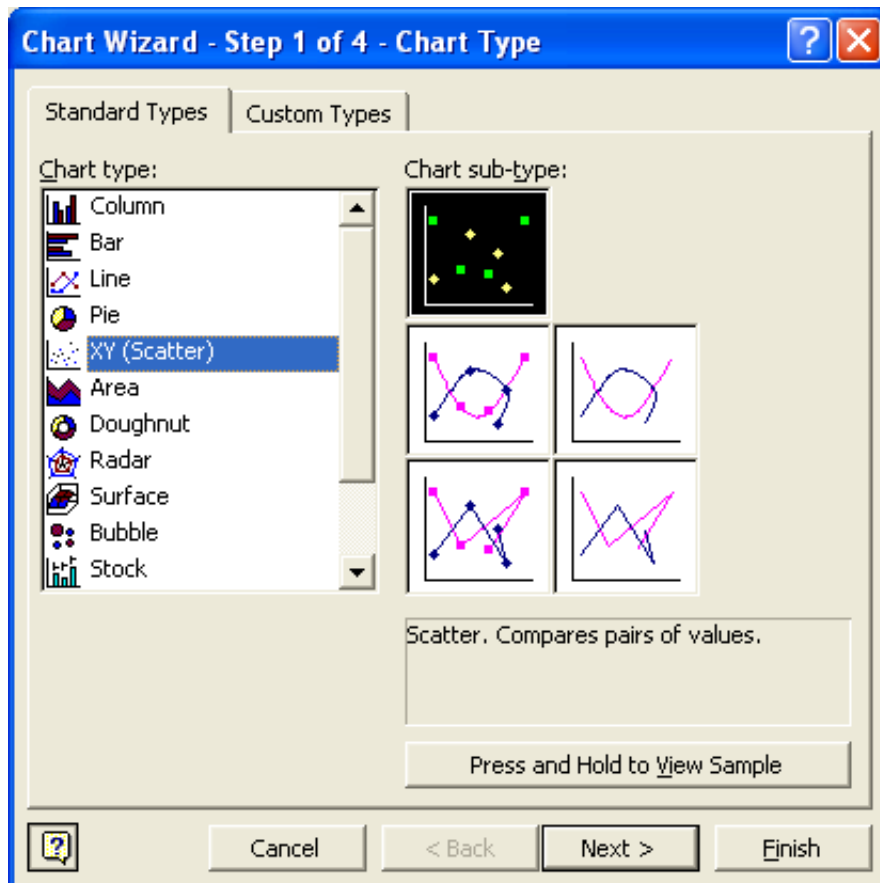 Chart Wizard - Step 1 of 4 - Chart Type
Standard Types
Custom Types
Chart type:
Column
Bar
Line
Pie
XY (Scatter)
Area
Doughnut
Radar
Surface
Bubble
Stock
Chart sub-type:
Scatter. Compares pairs of values.
Press and Hold to View Sample
Cancel
< Back
Next >
Finish